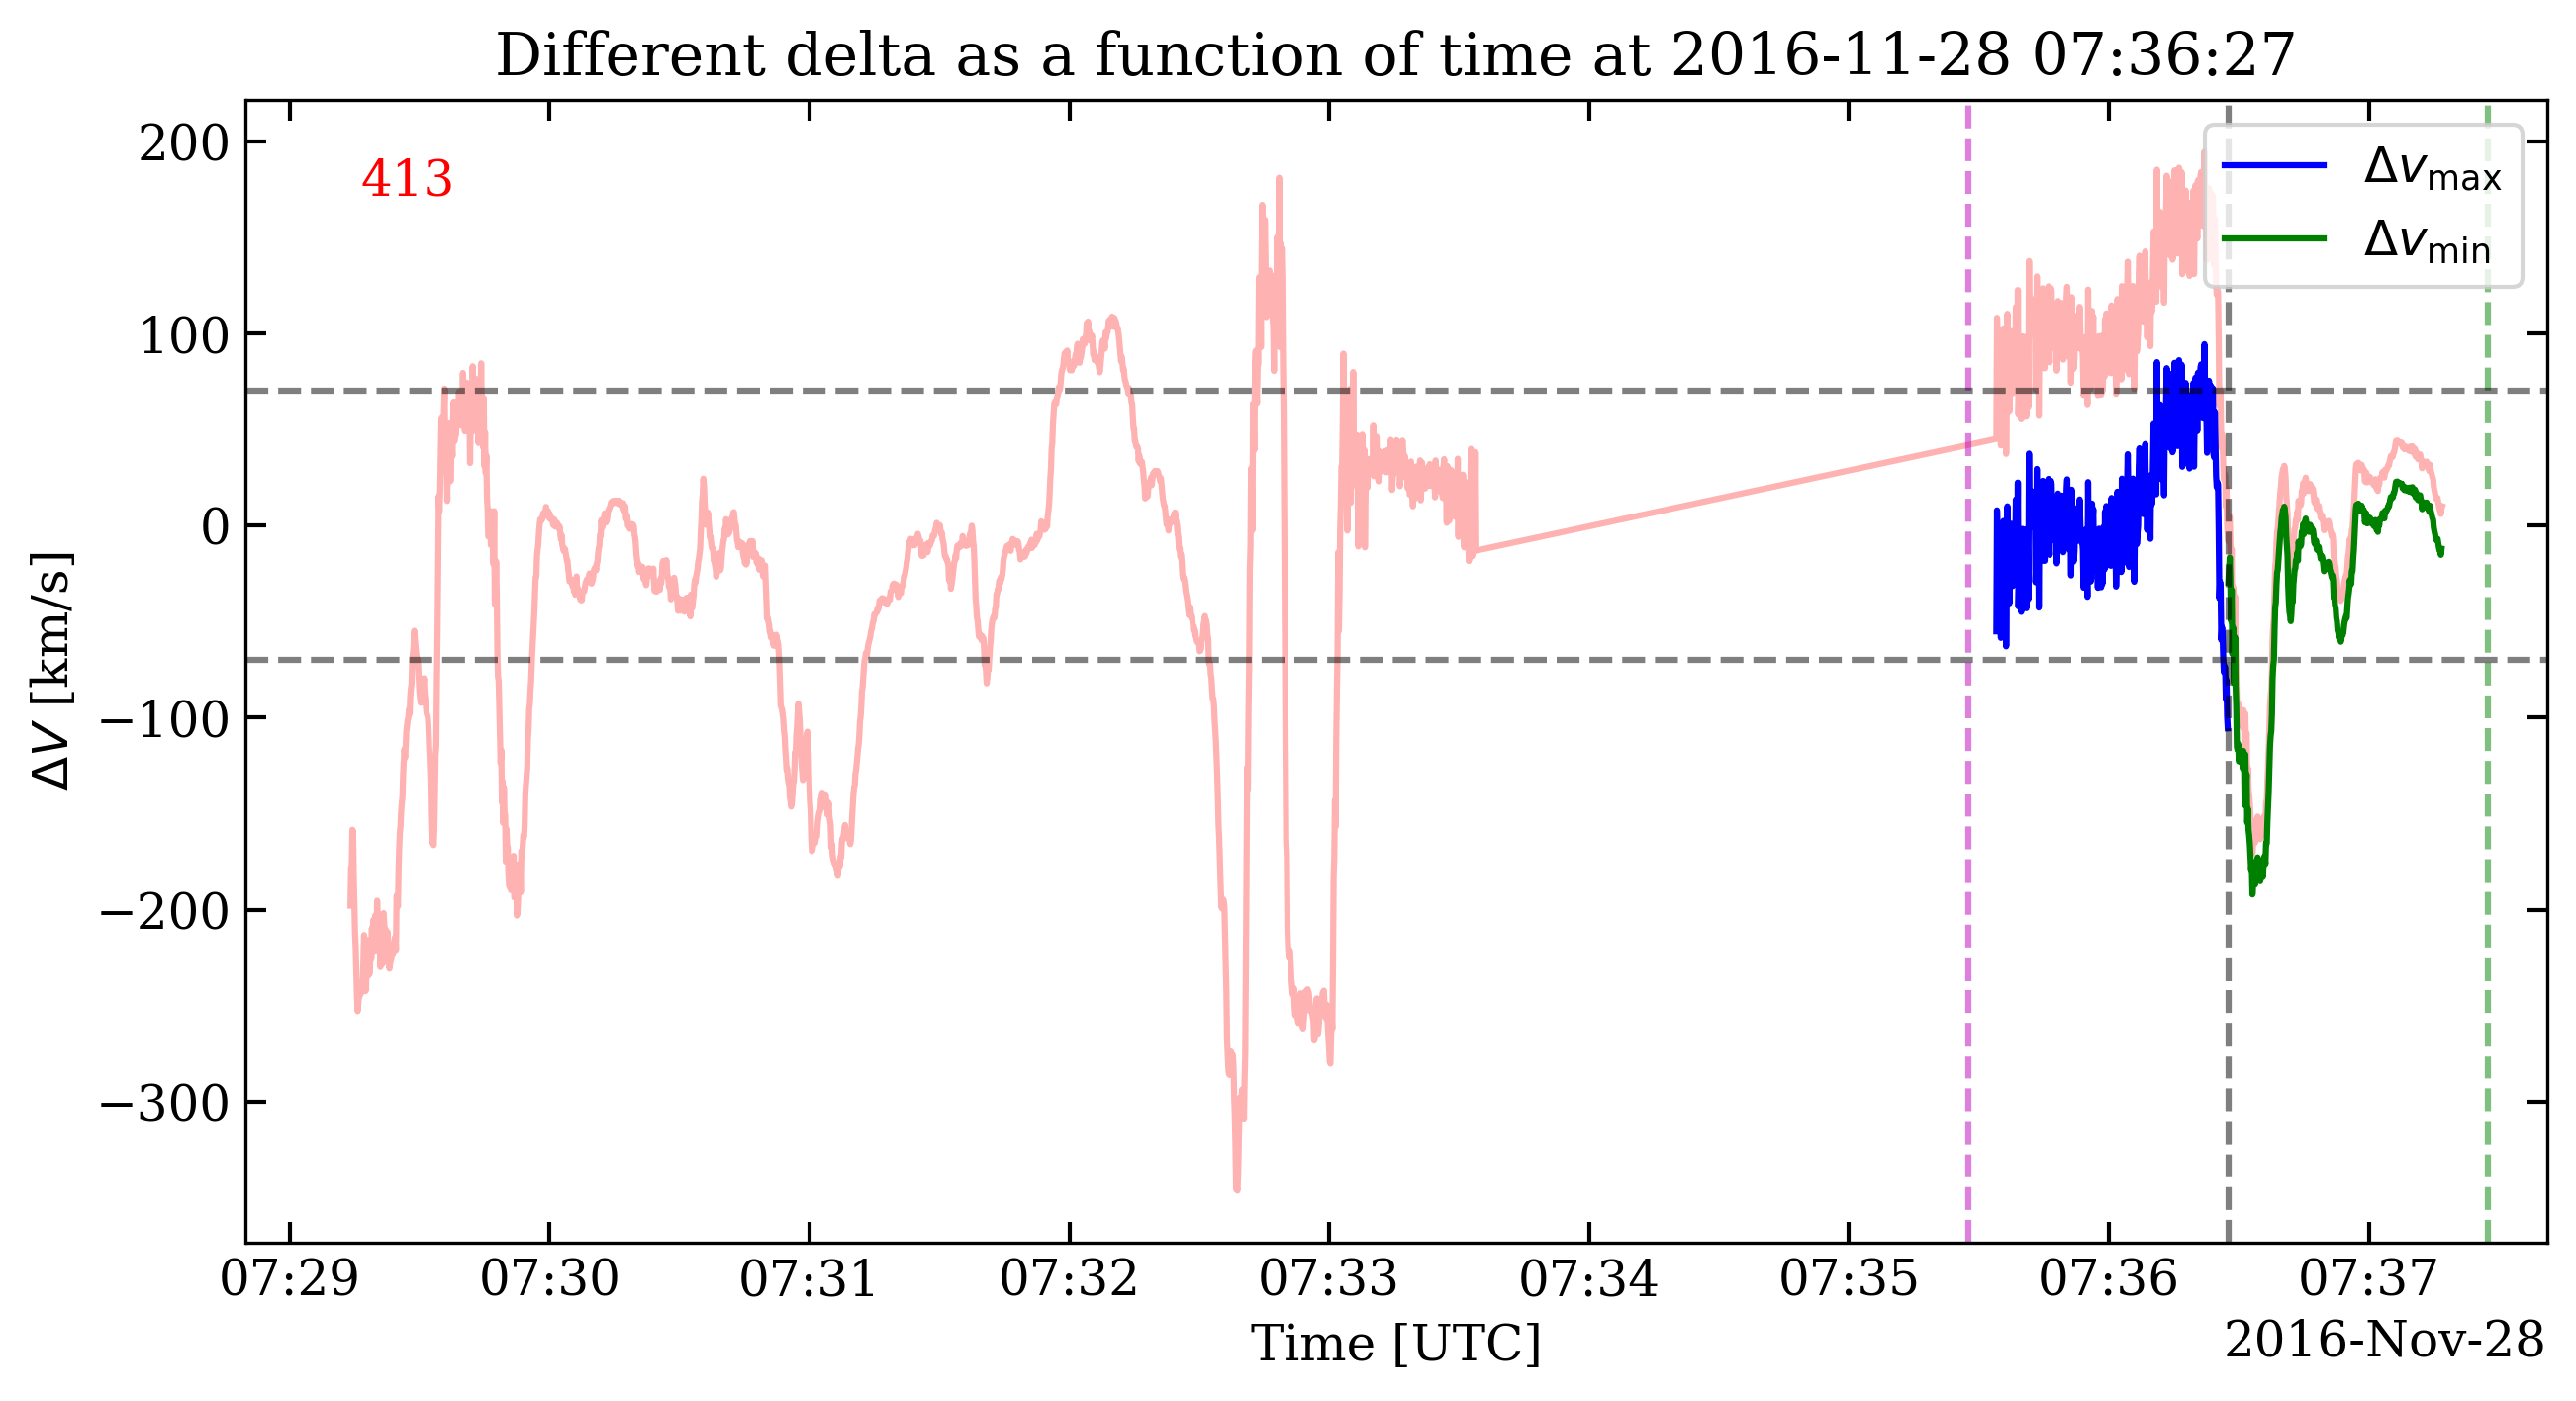 Different delta as a function of time at 2016-11-28 07:36:27
413
Δv_max
Δv_min
ΔV [km/s]
200
100
0
−100
−200
−300
07:29 07:30 07:31 07:32 07:33 07:34 07:35 07:36 07:37
2016-Nov-28
Time [UTC]